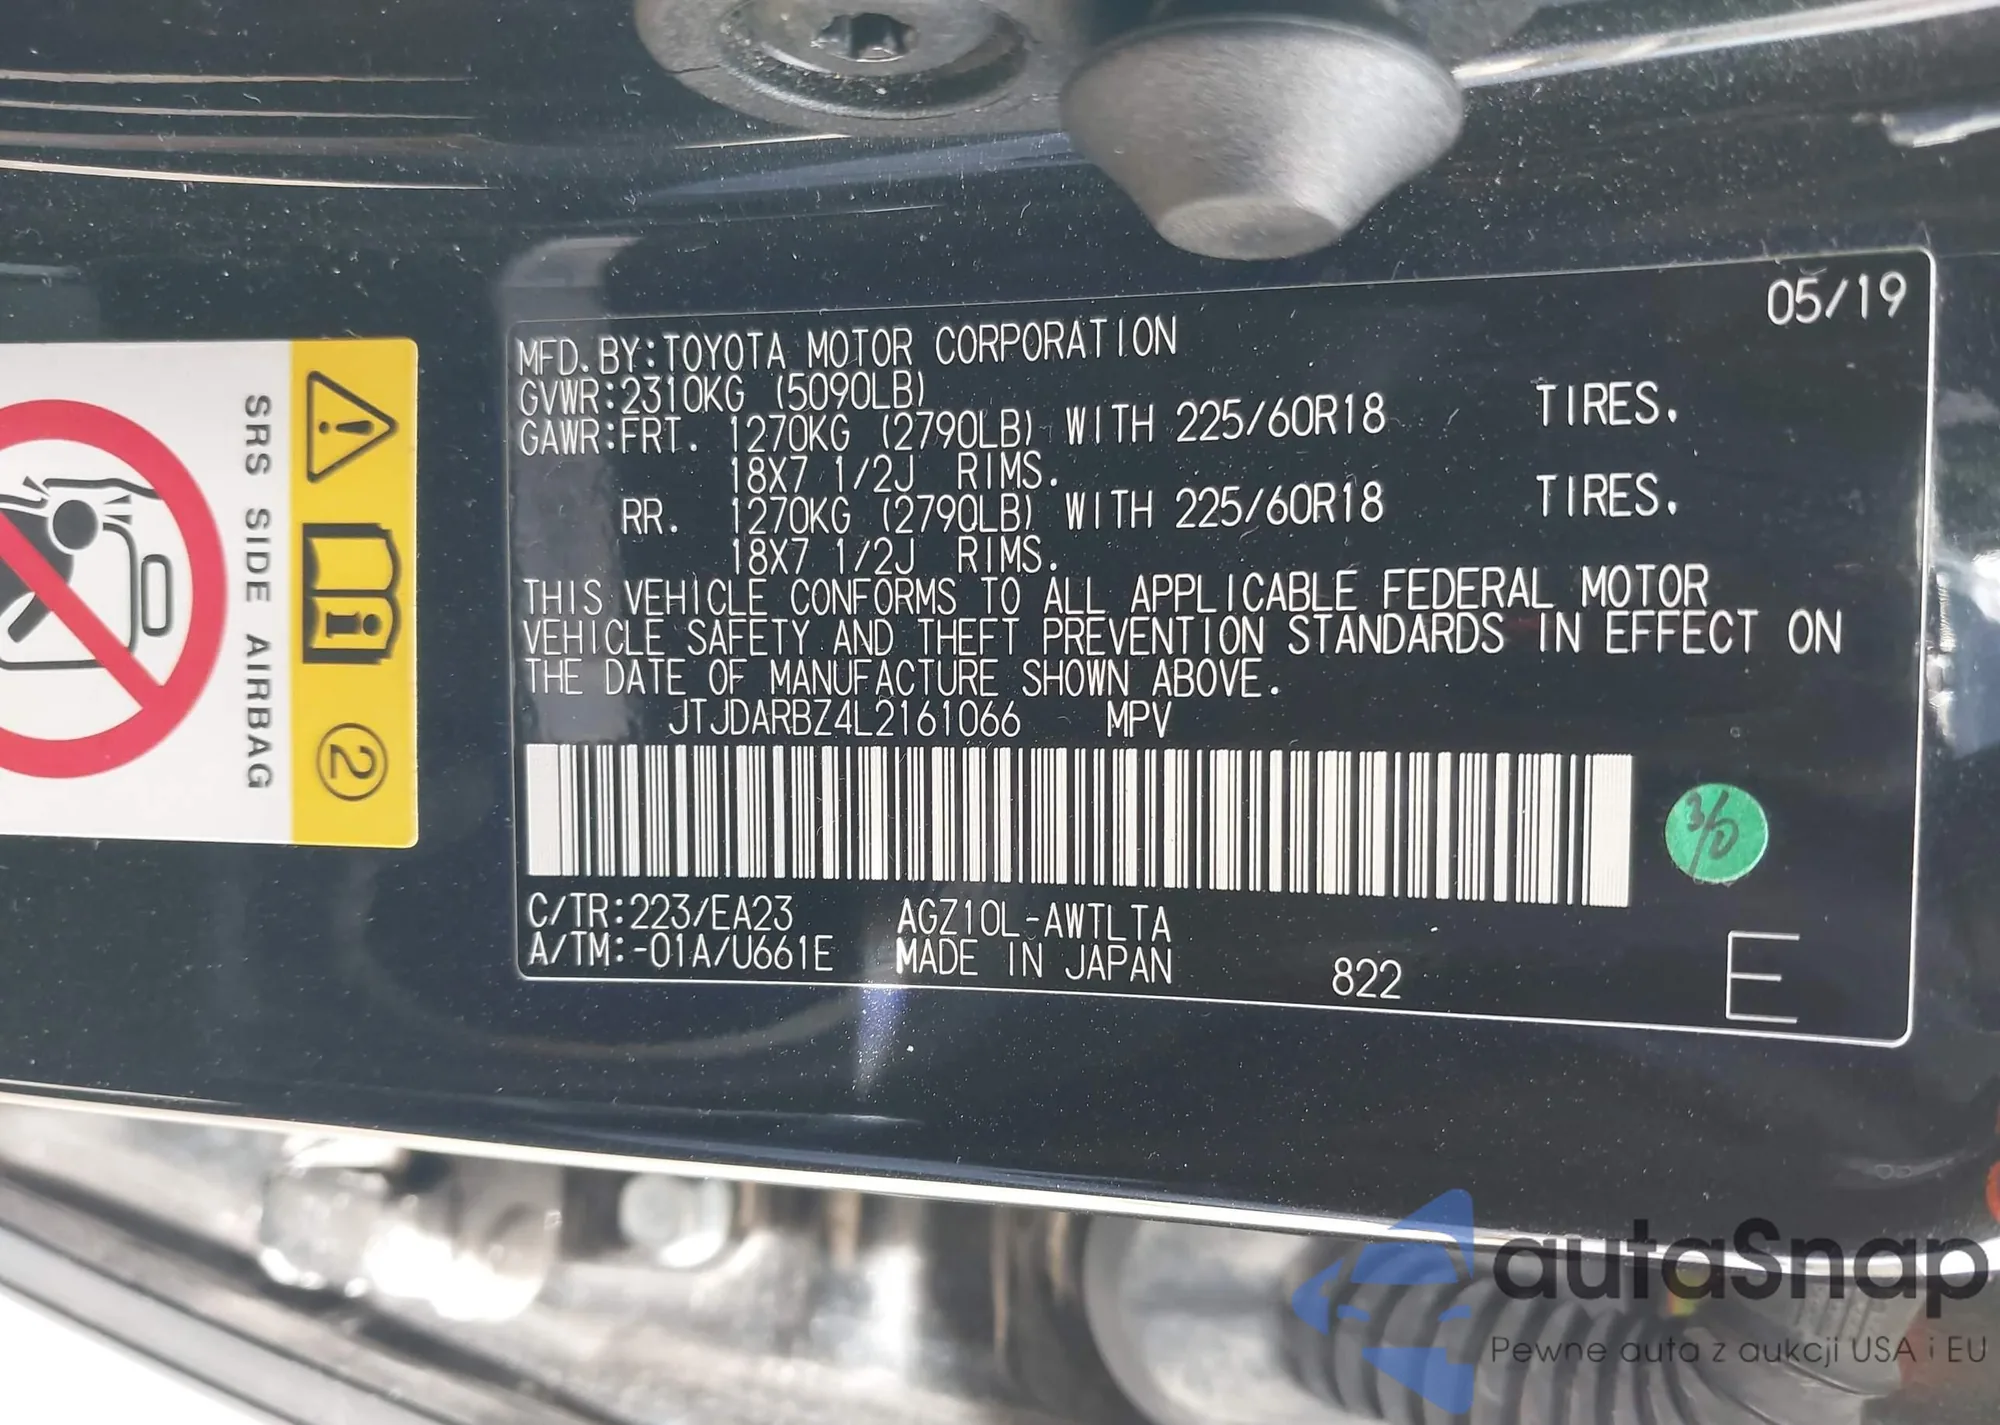 05/19
MFD. BY:TOYOTA MOTOR CORPORATION
GVWR:2310KG (5090LB)
GAWR:FRT. 1270KG (2790LB) WITH 225/60R18 TIRES.
18X7 1/2J RIMS.
RR. 1270KG (2790LB) WITH 225/60R18 TIRES.
18X7 1/2J RIMS.
THIS VEHICLE CONFORMS TO ALL APPLICABLE FEDERAL MOTOR
VEHICLE SAFETY AND THEFT PREVENTION STANDARDS IN EFFECT ON
THE DATE OF MANUFACTURE SHOWN ABOVE.
JTJDARBZ4L2161066 MPV
C/TR:223/EA23 AGZ10L-AWTLTA
A/TM:-01A/U661E MADE IN JAPAN 822
E
SRS SIDE AIRBAG
2
autaSnap
Pewne auta z aukcji USA i EU